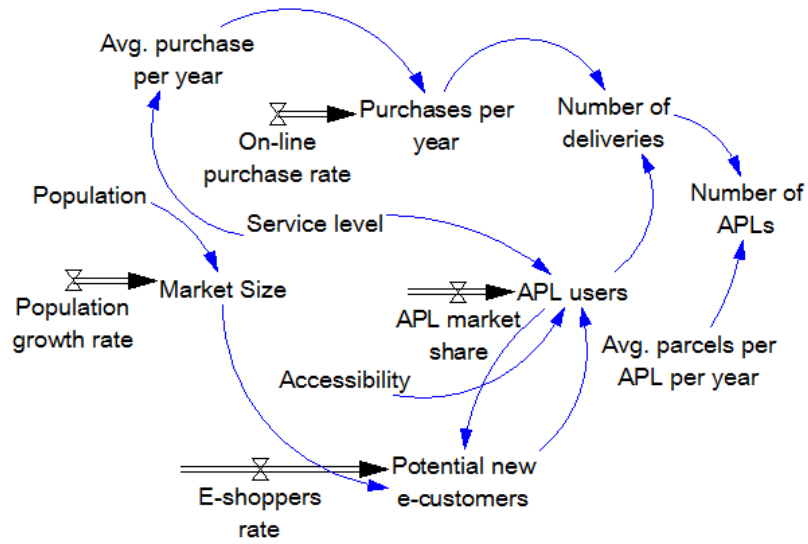 Avg. purchase
per year
Purchases per
year
Number of
deliveries
On-line
purchase rate
Population
Service level
Number of
APLs
Market Size
Population
growth rate
APL users
APL market
share
Avg. parcels per
APL per year
Accessibility
Potential new
e-customers
E-shoppers
rate